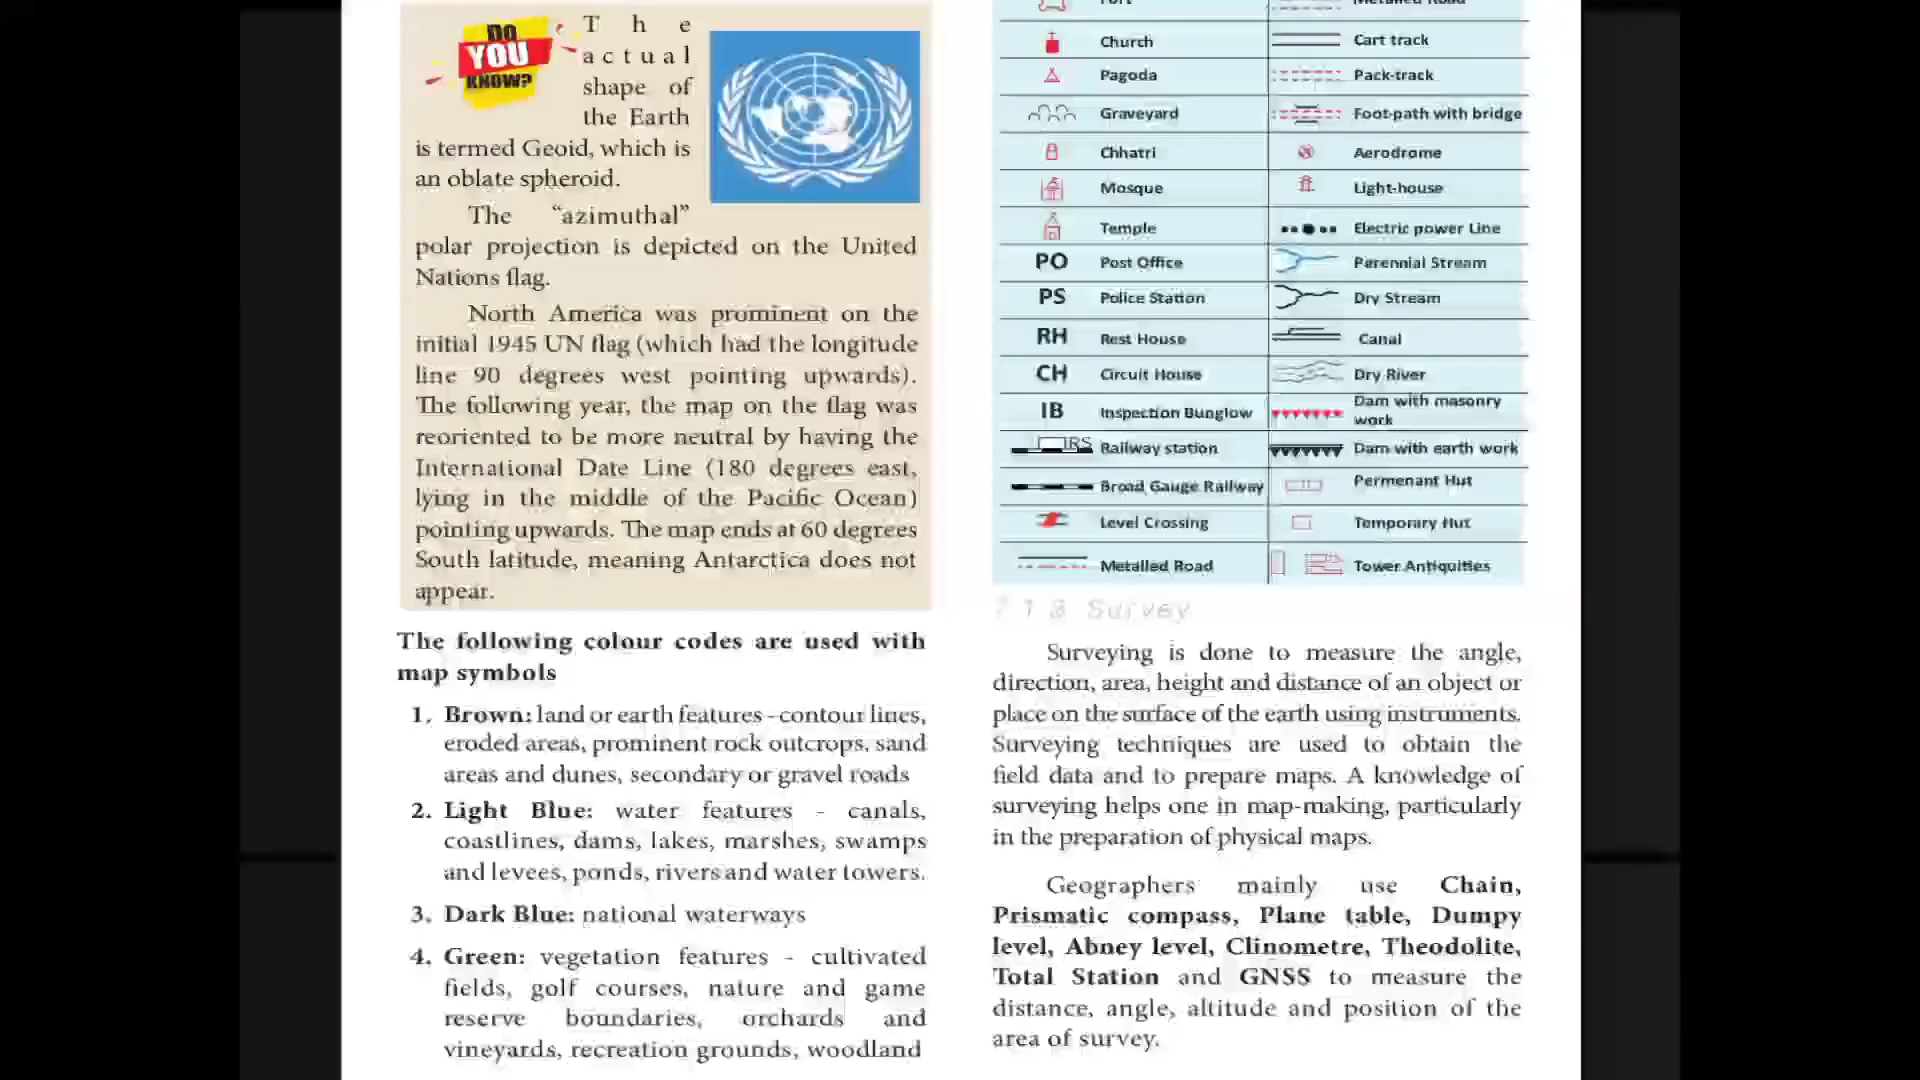 DO
YOU
KNOW?
The
actual
shape of
the Earth
is termed Geoid, which is
an oblate spheroid.
The “azimuthal”
polar projection is depicted on the United
Nations flag.
North America was prominent on the
initial 1945 UN flag (which had the longitude
line 90 degrees west pointing upwards).
The following year, the map on the flag was
reoriented to be more neutral by having the
International Date Line (180 degrees east,
lying in the middle of the Pacific Ocean)
pointing upwards. The map ends at 60 degrees
South latitude, meaning Antarctica does not
appear.
The following colour codes are used with
map symbols
1. Brown: land or earth features - contour lines,
eroded areas, prominent rock outcrops, sand
areas and dunes, secondary or gravel roads
2. Light Blue: water features - canals,
coastlines, dams, lakes, marshes, swamps
and levees, ponds, rivers and water towers.
3. Dark Blue: national waterways
4. Green: vegetation features - cultivated
fields, golf courses, nature and game
reserve boundaries, orchards and
vineyards, recreation grounds, woodland
Fort Metalled Road
Church Cart track
Pagoda Pack-track
Graveyard Foot-path with bridge
Chhatri Aerodrome
Mosque Light-house
Temple Electric power Line
PO Post Office Perennial Stream
PS Police Station Dry Stream
RH Rest House Canal
CH Circuit House Dry River
IB Inspection Bunglow Dam with masonry
work
RS Railway station Dam with earth work
Broad Gauge Railway Permenant Hut
Level Crossing Temporary Hut
Metalled Road Tower Antiquities
7.1.3 Survey
Surveying is done to measure the angle,
direction, area, height and distance of an object or
place on the surface of the earth using instruments.
Surveying techniques are used to obtain the
field data and to prepare maps. A knowledge of
surveying helps one in map-making, particularly
in the preparation of physical maps.
Geographers mainly use Chain,
Prismatic compass, Plane table, Dumpy
level, Abney level, Clinometre, Theodolite,
Total Station and GNSS to measure the
distance, angle, altitude and position of the
area of survey.